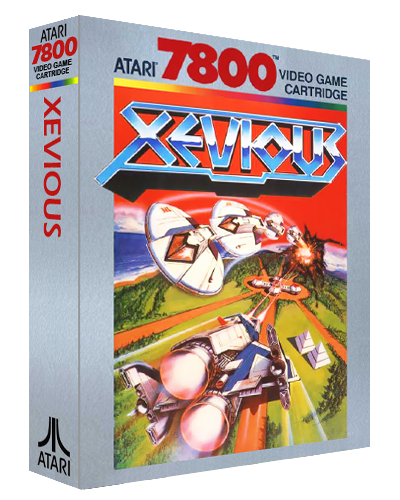 ATARI
7800
VIDEO GAME
CARTRIDGE
XEVIOUS
ATARI
ATARI 7800™ VIDEO GAME
CARTRIDGE
XEVIOUS